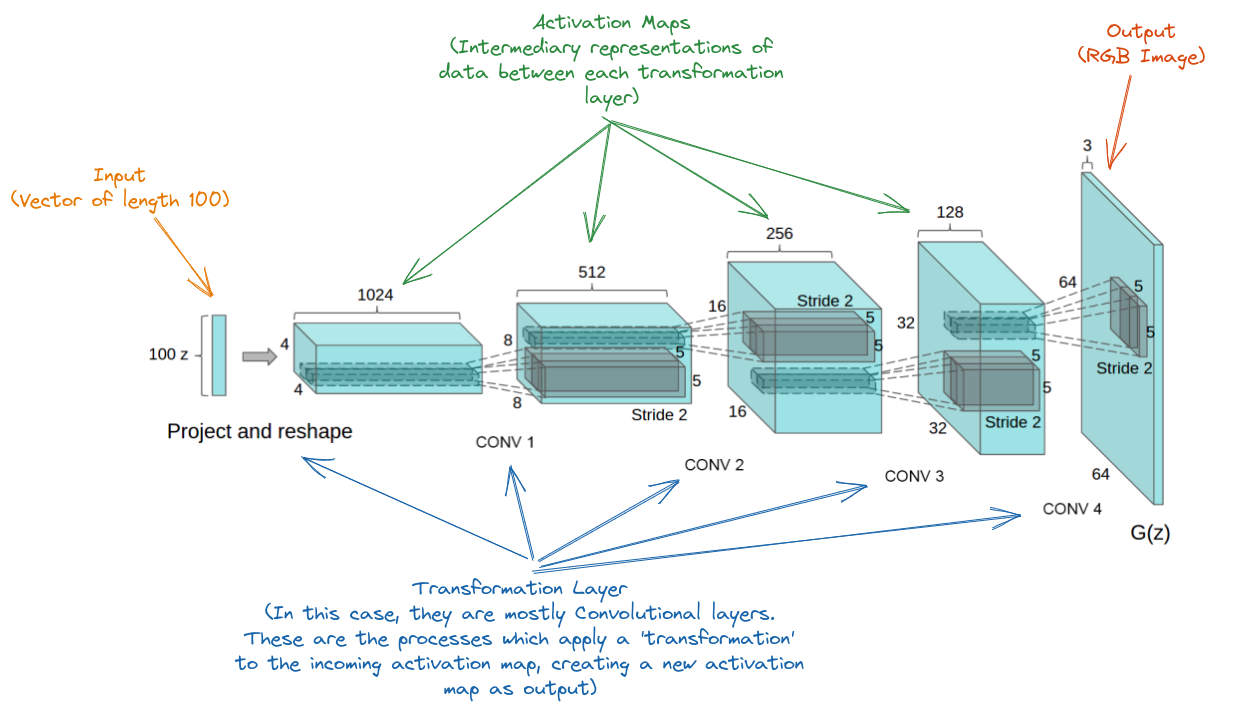 Activation Maps
(Intermediary representations of
data between each transformation
layer)
Output
(RGB Image)
Input
(Vector of length 100)
3
128
256
512
1024
100 z
4
4
8
8
5
5
Stride 2
16
16
Stride 2
5
5
32
32
5
5
Stride 2
64
64
5
5
Stride 2
Project and reshape
CONV 1
CONV 2
CONV 3
CONV 4
G(z)
Transformation Layer
(In this case, they are mostly Convolutional layers.
These are the processes which apply a 'transformation'
to the incoming activation map, creating a new activation
map as output)